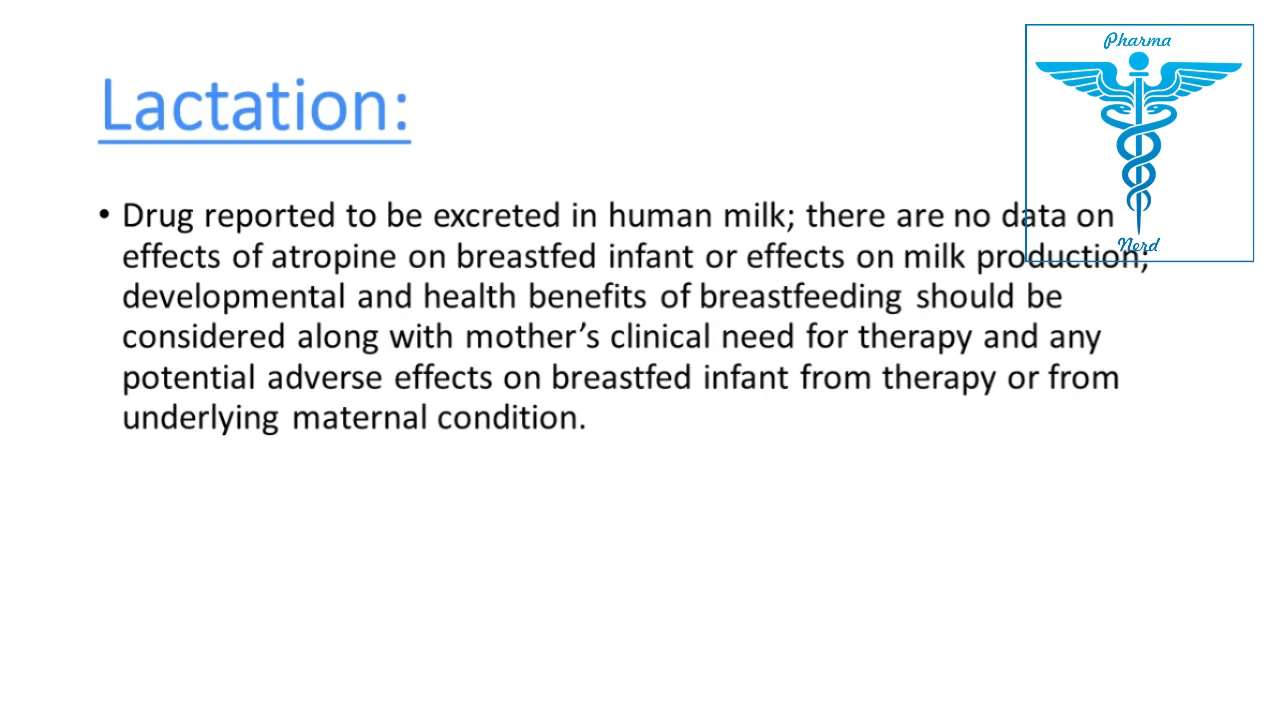 Lactation:
Pharma
Nerd
• Drug reported to be excreted in human milk; there are no data on
effects of atropine on breastfed infant or effects on milk production;
developmental and health benefits of breastfeeding should be
considered along with mother’s clinical need for therapy and any
potential adverse effects on breastfed infant from therapy or from
underlying maternal condition.